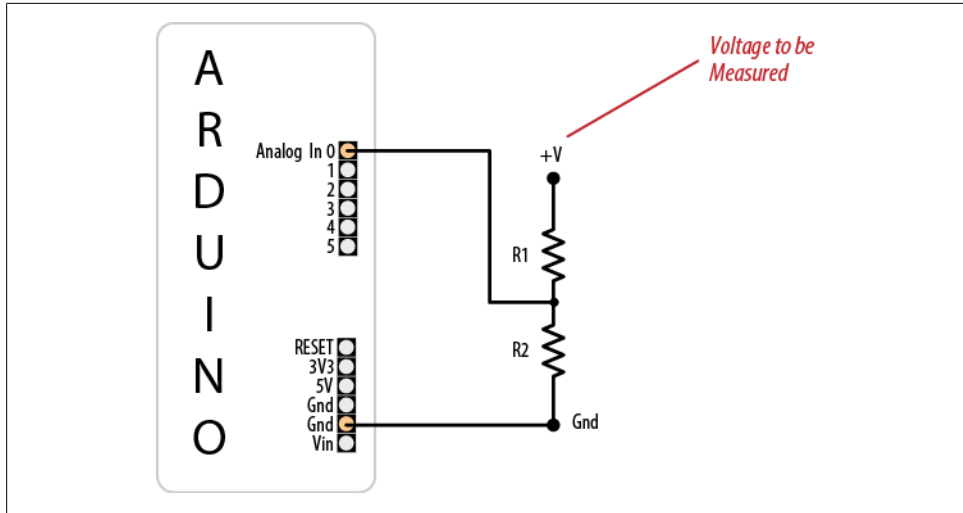 ARDUINO
Analog In 0
1
2
3
4
5
RESET
3V3
5V
Gnd
Gnd
Vin
Voltage to be
Measured
+V
R1
R2
Gnd